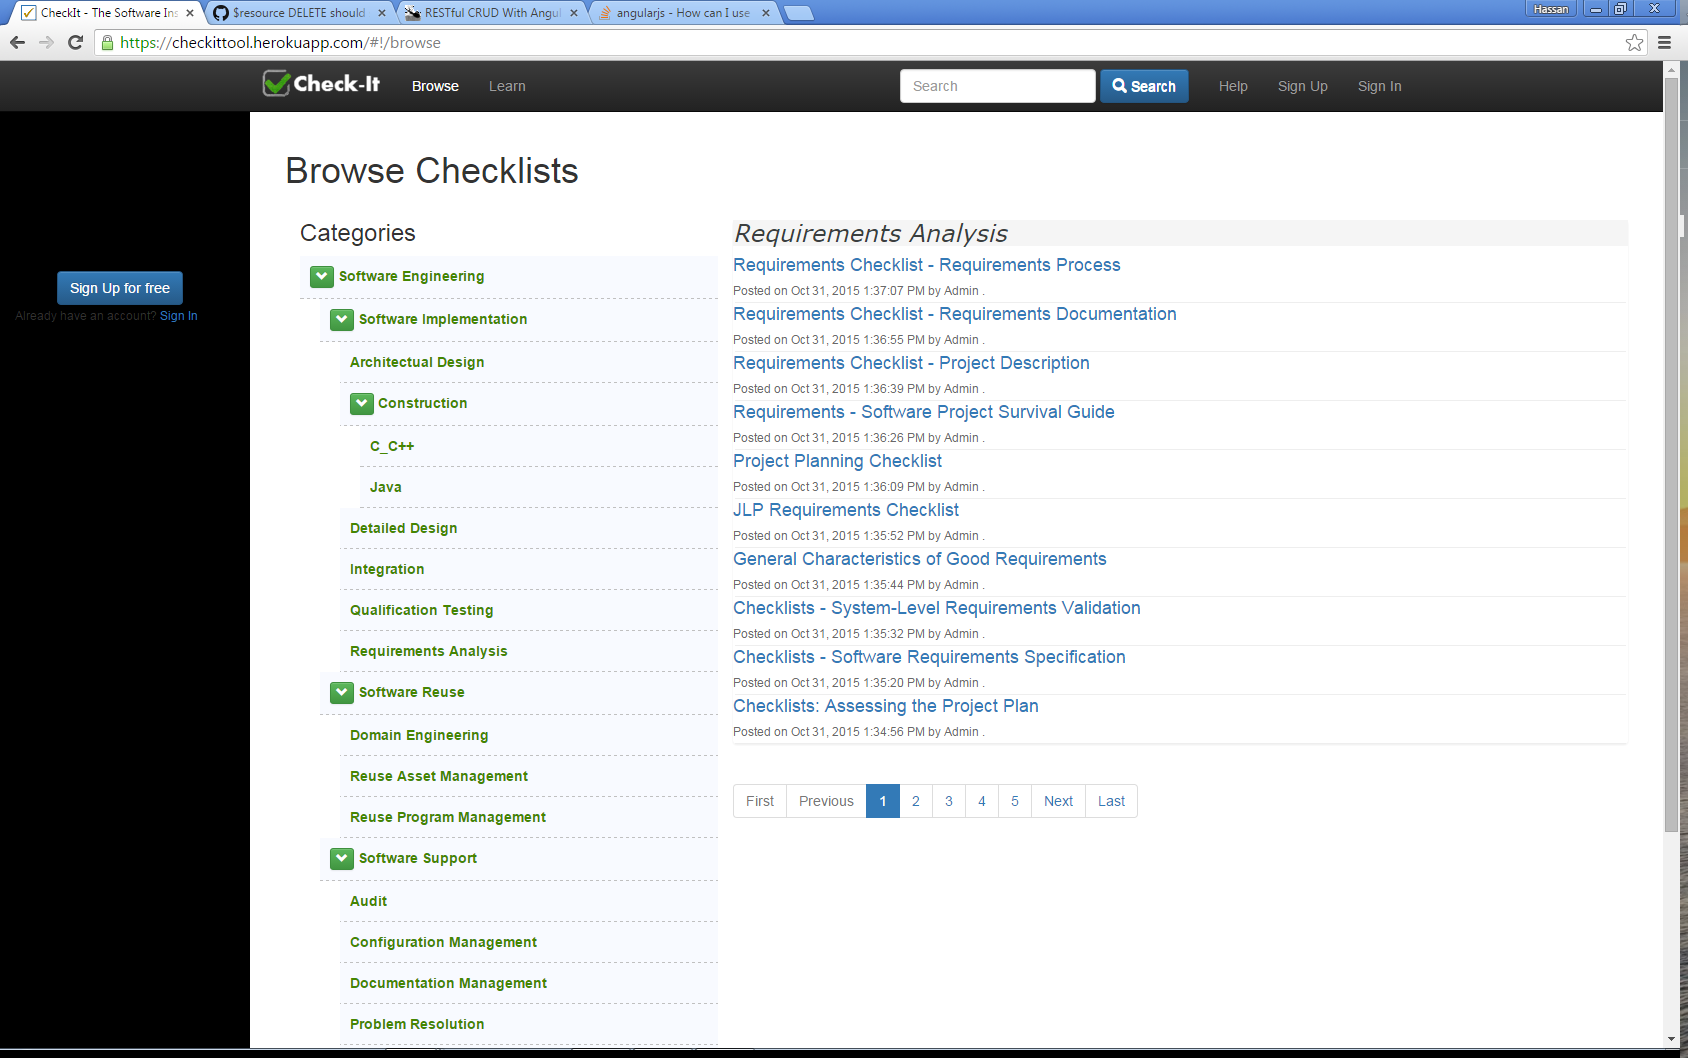 CheckIt - The Software Ins
$resource DELETE should
RESTful CRUD With Angul
angularjs - How can I use
Hassan
https://checkittool.herokuapp.com/#!/browse
Check-It
Browse
Learn
Search
Search
Help
Sign Up
Sign In
Sign Up for free
Already have an account? Sign In
Browse Checklists
Categories
Software Engineering
Software Implementation
Architectual Design
Construction
C_C++
Java
Detailed Design
Integration
Qualification Testing
Requirements Analysis
Software Reuse
Domain Engineering
Reuse Asset Management
Reuse Program Management
Software Support
Audit
Configuration Management
Documentation Management
Problem Resolution
Requirements Analysis
Requirements Checklist - Requirements Process
Posted on Oct 31, 2015 1:37:07 PM by Admin .
Requirements Checklist - Requirements Documentation
Posted on Oct 31, 2015 1:36:55 PM by Admin .
Requirements Checklist - Project Description
Posted on Oct 31, 2015 1:36:39 PM by Admin .
Requirements - Software Project Survival Guide
Posted on Oct 31, 2015 1:36:26 PM by Admin .
Project Planning Checklist
Posted on Oct 31, 2015 1:36:09 PM by Admin .
JLP Requirements Checklist
Posted on Oct 31, 2015 1:35:52 PM by Admin .
General Characteristics of Good Requirements
Posted on Oct 31, 2015 1:35:44 PM by Admin .
Checklists - System-Level Requirements Validation
Posted on Oct 31, 2015 1:35:32 PM by Admin .
Checklists - Software Requirements Specification
Posted on Oct 31, 2015 1:35:20 PM by Admin .
Checklists: Assessing the Project Plan
Posted on Oct 31, 2015 1:34:56 PM by Admin .
First Previous 1 2 3 4 5 Next Last